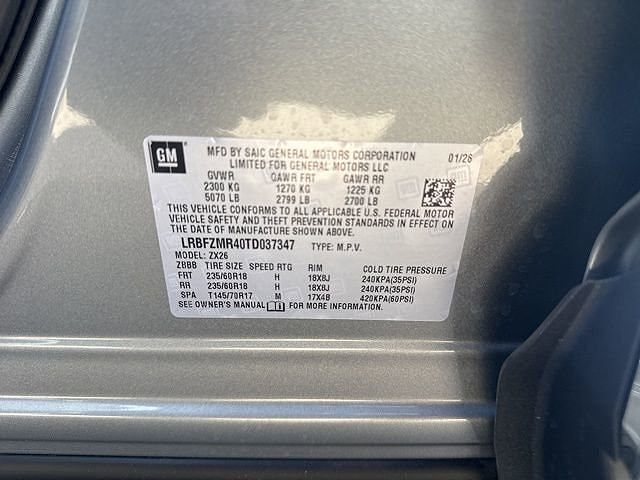 GM
MFD BY SAIC GENERAL MOTORS CORPORATION 01/26
LIMITED FOR GENERAL MOTORS LLC
GVWR GAWR FRT GAWR RR
2300 KG 1270 KG 1225 KG
5070 LB 2799 LB 2700 LB
THIS VEHICLE CONFORMS TO ALL APPLICABLE U.S. FEDERAL MOTOR
VEHICLE SAFETY AND THEFT PREVENTION STANDARDS IN EFFECT ON
THE DATE OF MANUFACTURE SHOWN ABOVE.
LRBFZMR40TD037347 TYPE: M.P.V.
MODEL: ZX26
ZBBB TIRE SIZE SPEED RTG RIM COLD TIRE PRESSURE
FRT 235/60R18 H 18X8J 240KPA(35PSI)
RR 235/60R18 H 18X8J 240KPA(35PSI)
SPA T145/70R17 M 17X4B 420KPA(60PSI)
SEE OWNER'S MANUAL FOR MORE INFORMATION